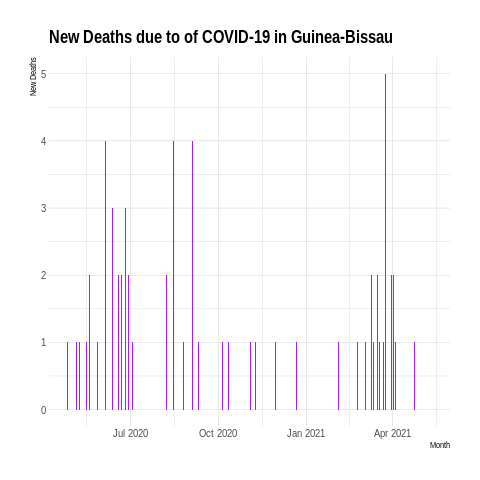 New Deaths due to of COVID-19 in Guinea-Bissau
New Deaths
5
4
3
2
1
0
Jul 2020 Oct 2020 Jan 2021 Apr 2021
Month